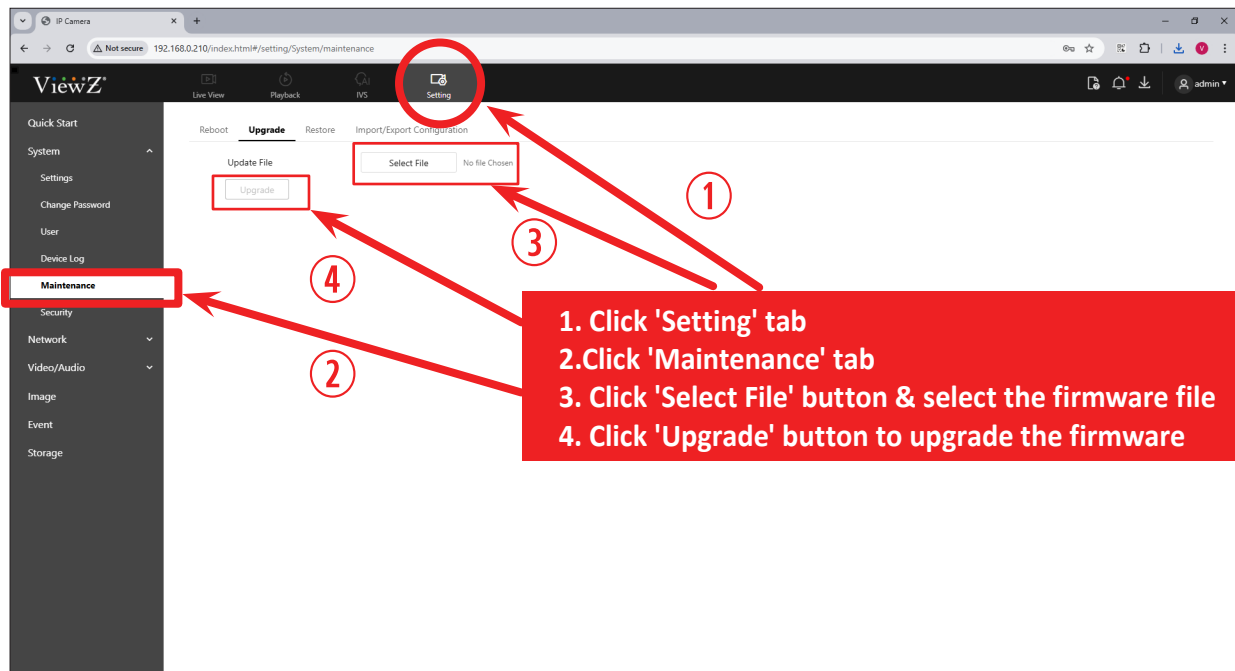 IP Camera
Not secure 192.168.0.210/index.html#/setting/System/maintenance
ViewZ
Live View Playback IVS Setting
admin
Quick Start
System
Settings
Change Password
User
Device Log
Maintenance
Security
Network
Video/Audio
Image
Event
Storage
Reboot Upgrade Restore Import/Export Configuration
Update File Select File No file Chosen
Upgrade
①
③
④
②
1. Click 'Setting' tab
2.Click 'Maintenance' tab
3. Click 'Select File' button & select the firmware file
4. Click 'Upgrade' button to upgrade the firmware